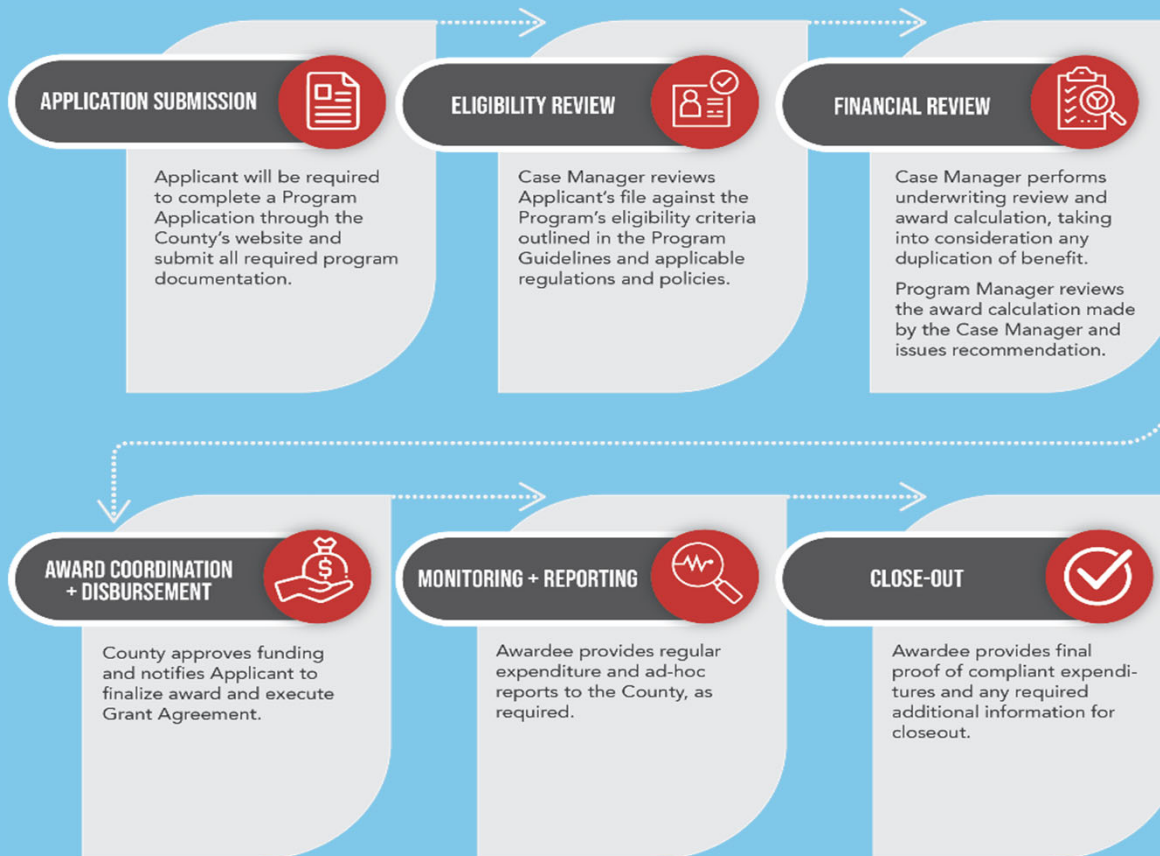 APPLICATION SUBMISSION
Applicant will be required
to complete a Program
Application through the
County's website and
submit all required program
documentation.
ELIGIBILITY REVIEW
Case Manager reviews
Applicant's file against the
Program's eligibility criteria
outlined in the Program
Guidelines and applicable
regulations and policies.
FINANCIAL REVIEW
Case Manager performs
underwriting review and
award calculation, taking
into consideration any
duplication of benefit.
Program Manager reviews
the award calculation made
by the Case Manager and
issues recommendation.
AWARD COORDINATION
+ DISBURSEMENT
$
County approves funding
and notifies Applicant to
finalize award and execute
Grant Agreement.
MONITORING + REPORTING
Awardee provides regular
expenditure and ad-hoc
reports to the County, as
required.
CLOSE-OUT
Awardee provides final
proof of compliant expendi-
tures and any required
additional information for
closeout.